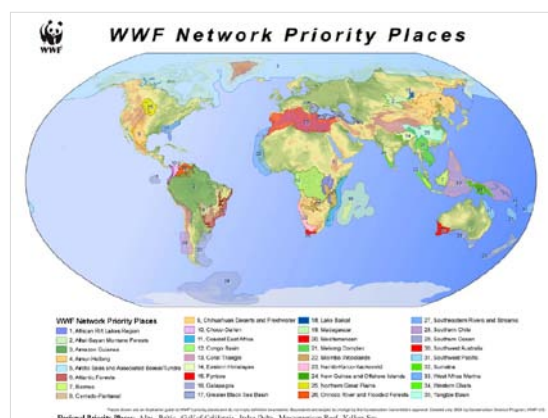 WWF Network Priority Places
WWF
WWF Network Priority Places
1. African Rift Lakes Region
2. Altai-Sayan Montane Forests
3. Amazon Guianas
4. Amur-Heilong
5. Arctic Seas and Associated Boreal/Tundra
6. Atlantic Forests
7. Borneo
8. Cerrado-Pantanal
9. Chihuahuan Deserts and Freshwater
10. Choco-Darien
11. Coastal East Africa
12. Congo Basin
13. Coral Triangle
14. Eastern Himalayas
15. Fynbos
16. Galapagos
17. Greater Black Sea Basin
18. Lake Baikal
19. Madagascar
20. Mediterranean
21. Mekong Complex
22. Miombo Woodlands
23. Namib-Karoo-Kaokoveld
24. New Guinea and Offshore Islands
25. Northern Great Plains
26. Orinoco River and Flooded Forests
27. Southeastern Rivers and Streams
28. Southern Chile
29. Southern Ocean
30. Southwest Australia
31. Southwest Pacific
32. Sumatra
33. West Africa Marine
34. Western Ghats
35. Yangtze Basin